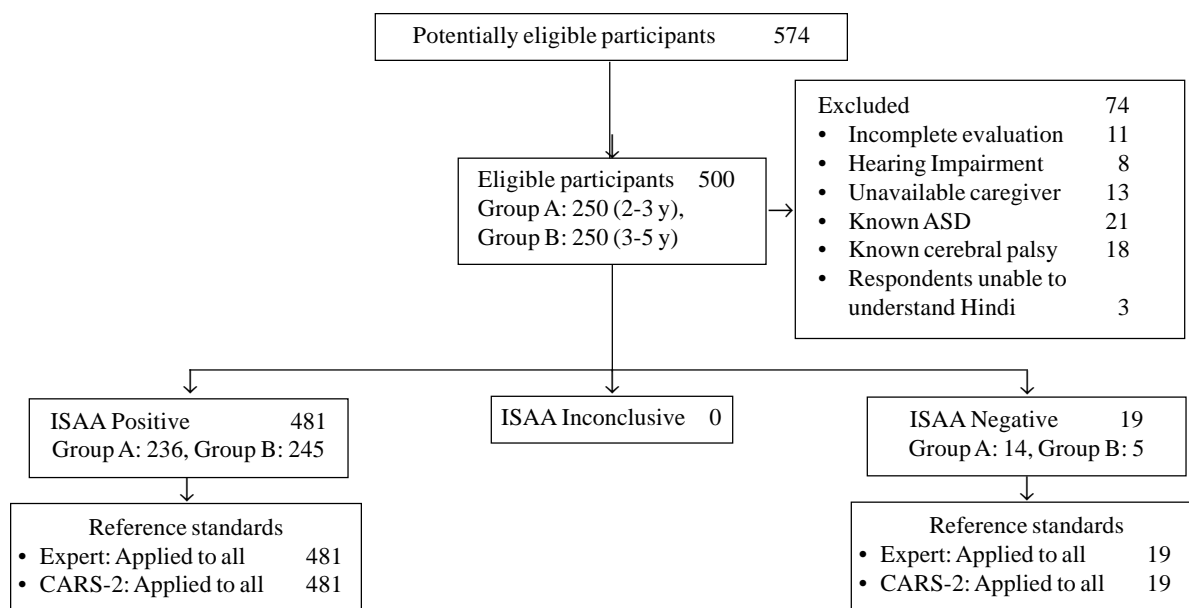 Potentially eligible participants 574
Excluded 74
• Incomplete evaluation 11
• Hearing Impairment 8
• Unavailable caregiver 13
• Known ASD 21
• Known cerebral palsy 18
• Respondents unable to
understand Hindi 3
Eligible participants 500
Group A: 250 (2-3 y),
Group B: 250 (3-5 y)
ISAA Positive 481
Group A: 236, Group B: 245
ISAA Inconclusive 0
ISAA Negative 19
Group A: 14, Group B: 5
Reference standards
• Expert: Applied to all 481
• CARS-2: Applied to all 481
Reference standards
• Expert: Applied to all 19
• CARS-2: Applied to all 19